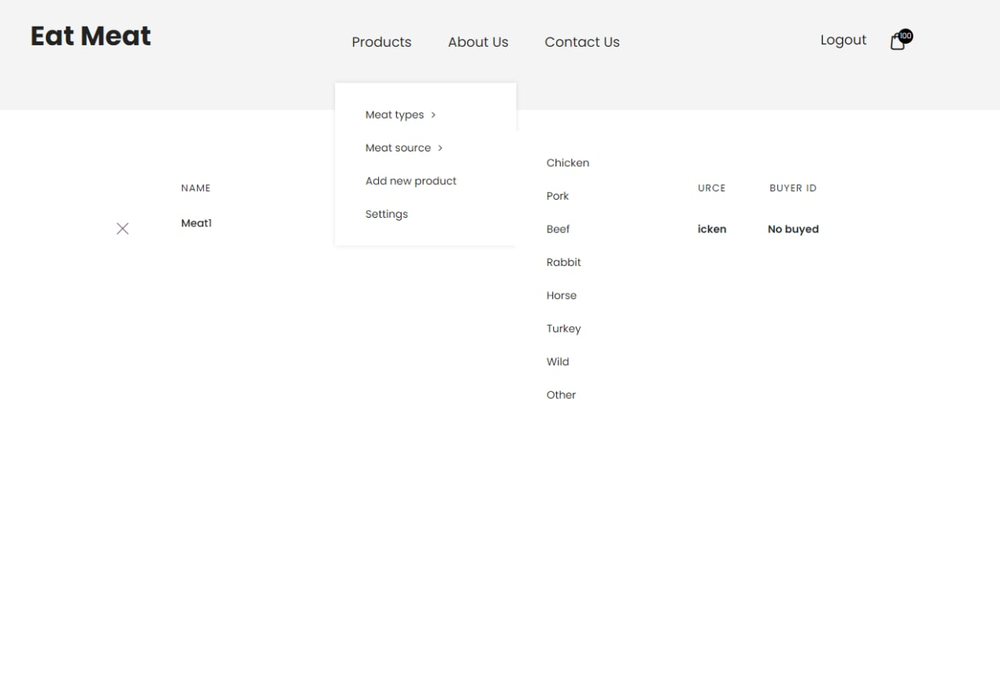 Eat Meat
Products About Us Contact Us
Logout 100
Meat types >
Meat source >
Add new product
Settings
Chicken
Pork
Beef
Rabbit
Horse
Turkey
Wild
Other
NAME URCE BUYER ID
Meat1 icken No buyed